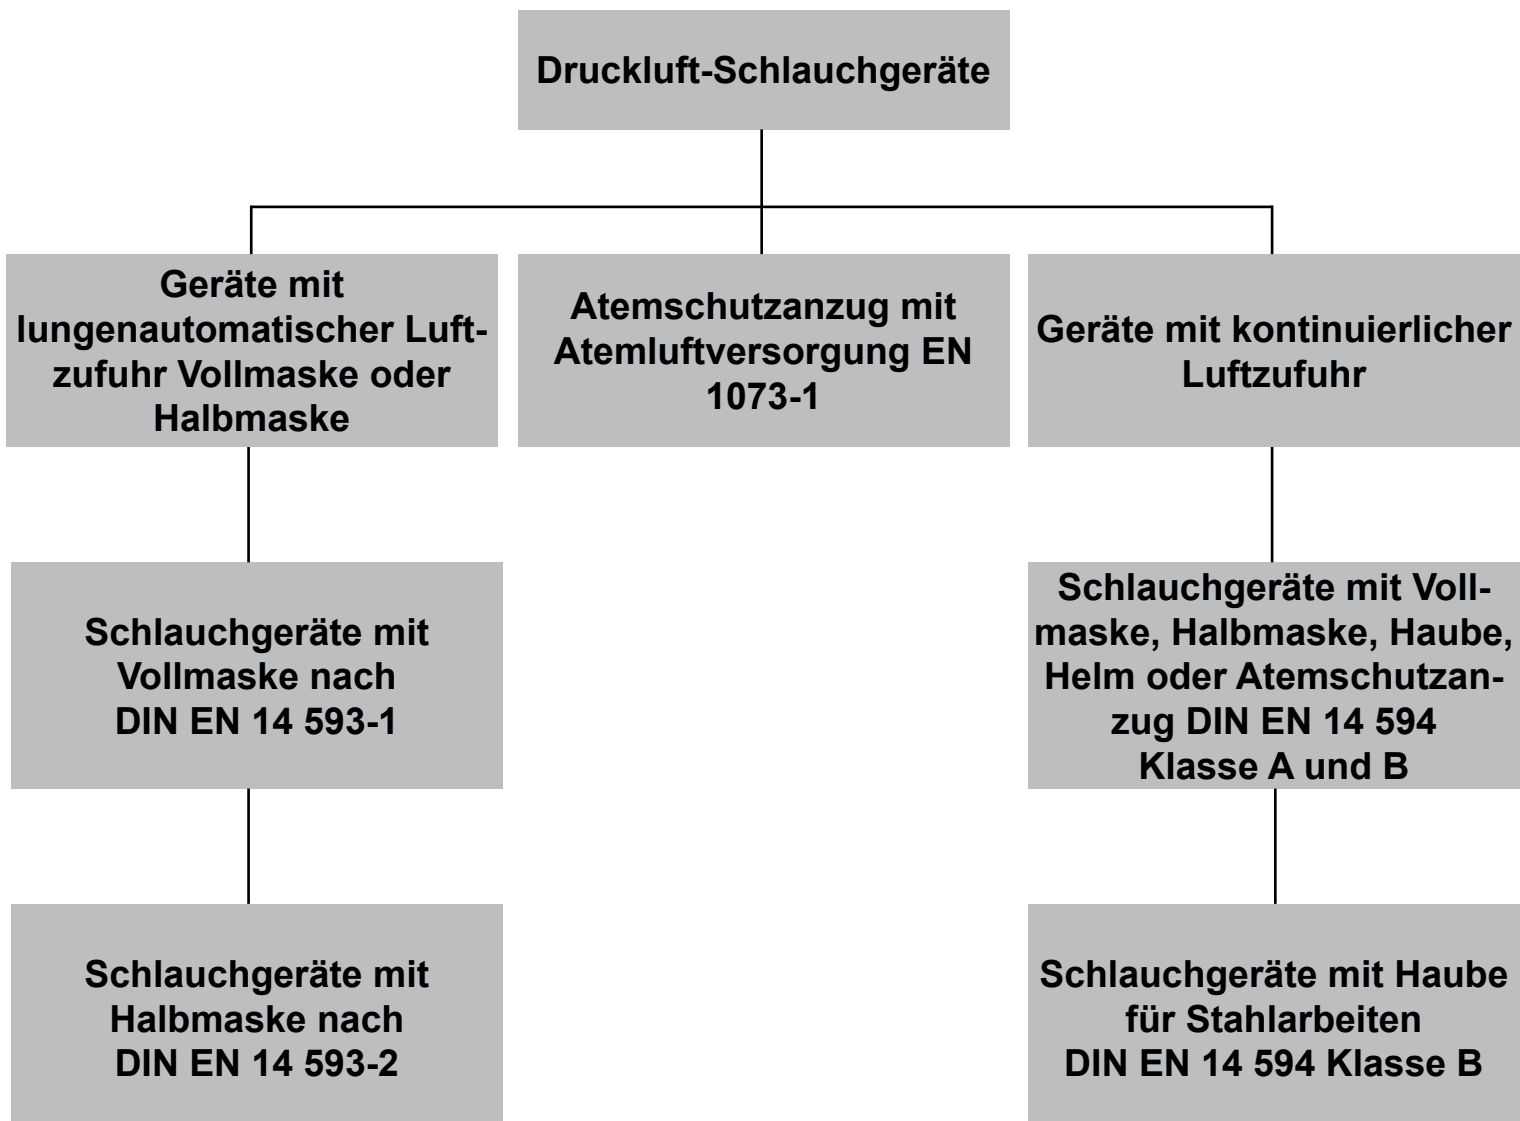 Druckluft-Schlauchgeräte
Geräte mit
lungenautomatischer Luft-
zufuhr Vollmaske oder
Halbmaske
Atemschutzanzug mit
Atemluftversorgung EN
1073-1
Geräte mit kontinuierlicher
Luftzufuhr
Schlauchgeräte mit
Vollmaske nach
DIN EN 14 593-1
Schlauchgeräte mit Voll-
maske, Halbmaske, Haube,
Helm oder Atemschutzan-
zug DIN EN 14 594
Klasse A und B
Schlauchgeräte mit
Halbmaske nach
DIN EN 14 593-2
Schlauchgeräte mit Haube
für Stahlarbeiten
DIN EN 14 594 Klasse B